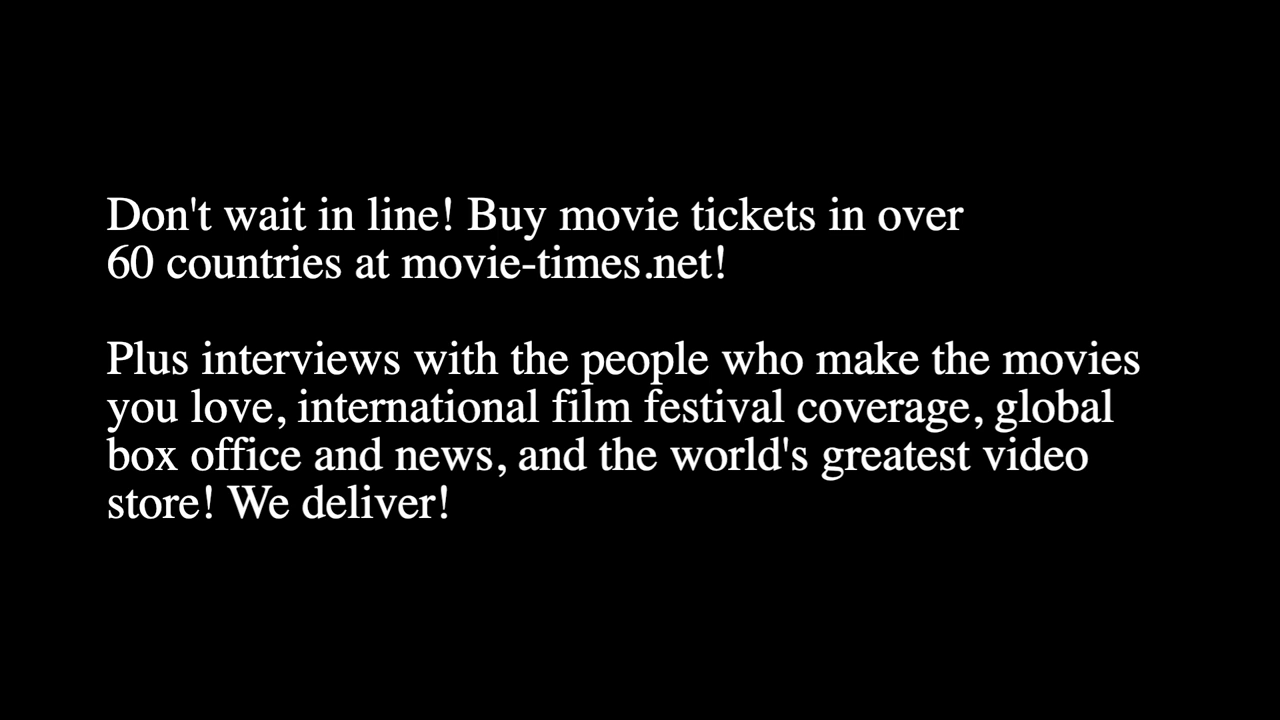 Don't wait in line! Buy movie tickets in over
60 countries at movie-times.net!
Plus interviews with the people who make the movies
you love, international film festival coverage, global
box office and news, and the world's greatest video
store! We deliver!